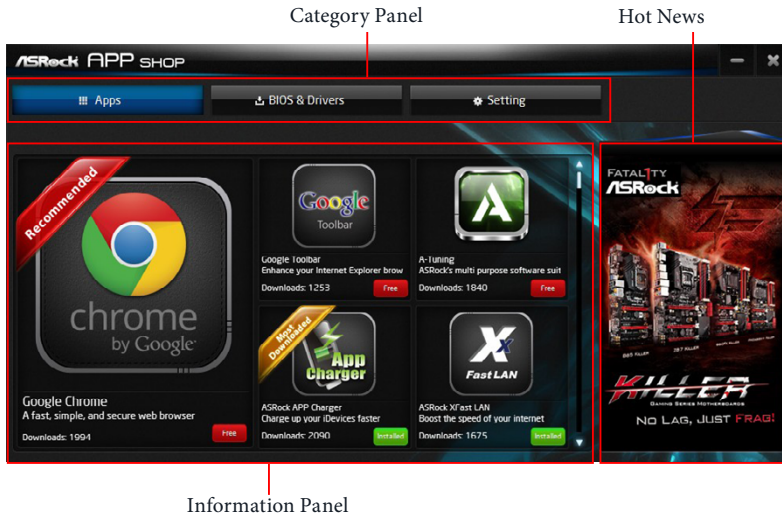 Category Panel
Hot News
ASRock APP SHOP
Apps
BIOS & Drivers
Setting
Recommended
chrome
by Google
Google Chrome
A fast, simple, and secure web browser
Downloads: 1994
Free
Google
Toolbar
Google Toolbar
Enhance your Internet Explorer brow
Downloads: 1253
Free
A
A-Tuning
ASRock's multi purpose software suit
Downloads: 1840
Free
Most
Downloaded
App
Charger
ASRock APP Charger
Charge up your iDevices faster
Downloads: 2090
Installed
X
Fast LAN
ASRock XFast LAN
Boost the speed of your internet
Downloads: 1675
Installed
FATAL1TY
ASRock
KILLER
GAMING SERIES MOTHERBOARDS
NO LAG, JUST FRAG!
Information Panel